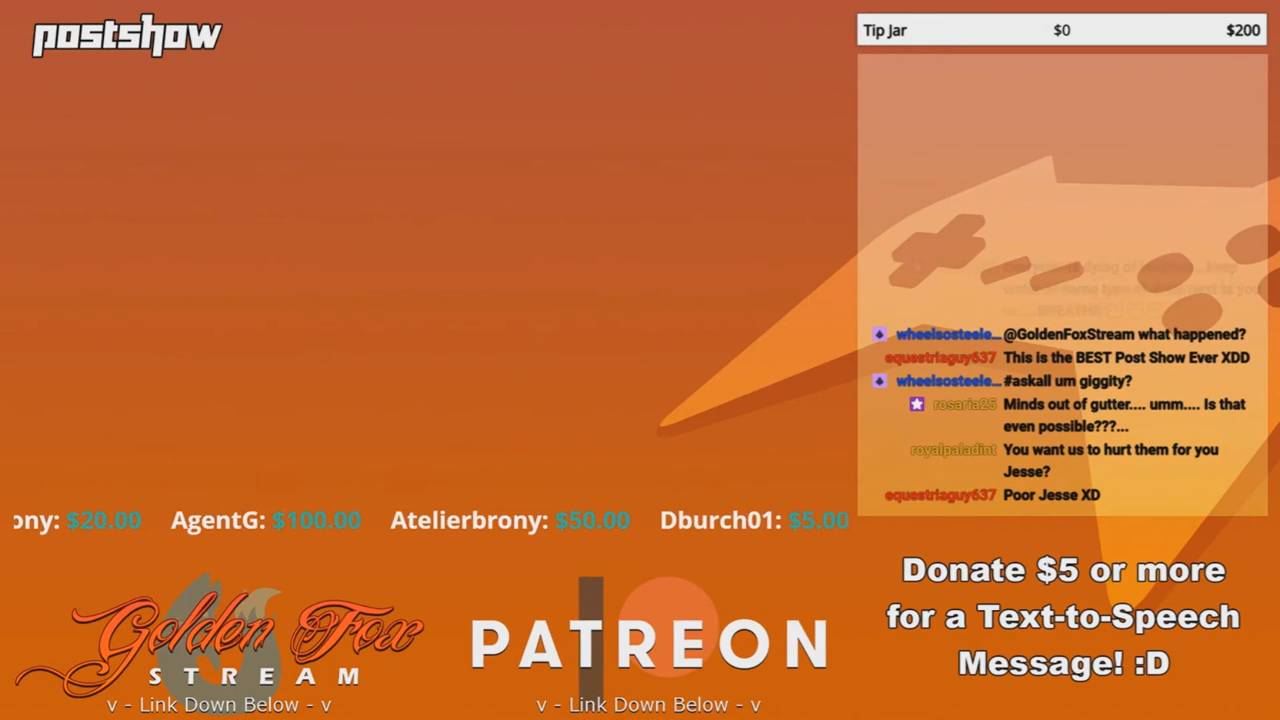 postshow
Tip Jar $0 $200
wheelsosteele... @GoldenFoxStream what happened?
equestriaguy637 This is the BEST Post Show Ever XDD
wheelsosteele... #askall um giggity?
rosaria25 Minds out of gutter.... umm.... Is that
even possible???...
royalpaladint You want us to hurt them for you
Jesse?
equestriaguy637 Poor Jesse XD
ony: $20.00 AgentG: $100.00 Atelierbrony: $50.00 Dburch01: $5.00
Donate $5 or more
for a Text-to-Speech
Message! :D
Golden Fox
STREAM
v - Link Down Below - v
PATREON
v - Link Down Below - v